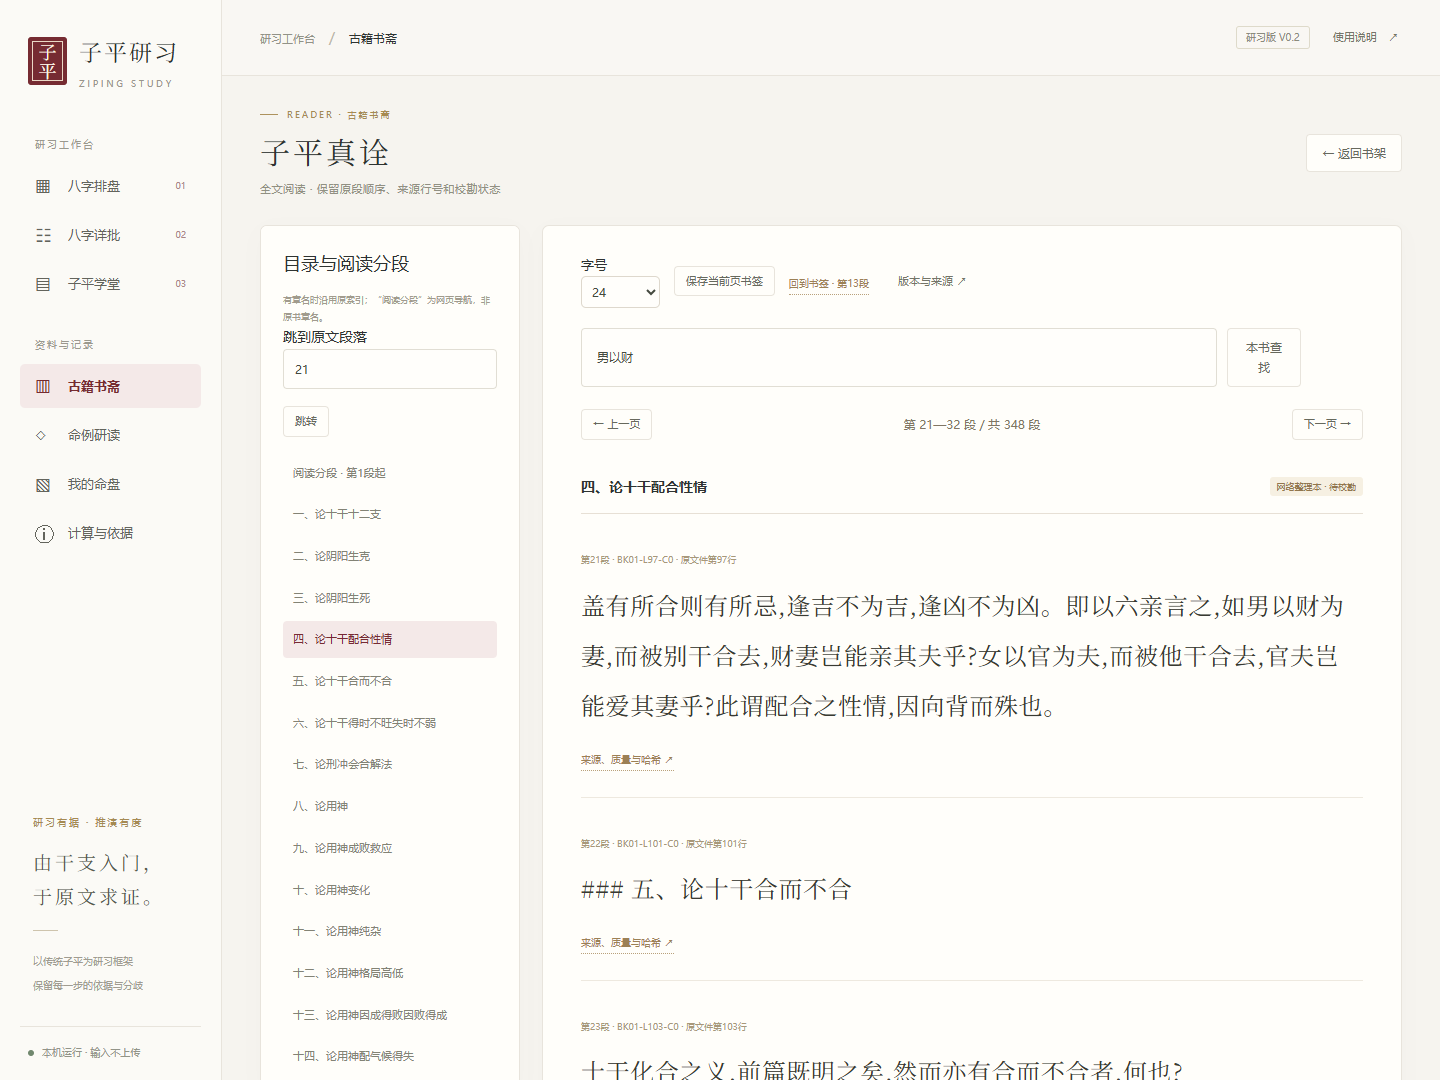 子平
子平研习
ZIPING STUDY
研习工作台
八字排盘 01
八字详批 02
子平学堂 03
资料与记录
古籍书斋
命例研读
我的命盘
计算与依据
研习有据 · 推演有度
由干支入门，
于原文求证。
以传统子平为研习框架
保留每一步的依据与分歧
本机运行 · 输入不上传
研习工作台 / 古籍书斋
研习版 V0.2
使用说明 ↗
READER · 古籍书斋
子平真诠
全文阅读 · 保留原段顺序、来源行号和校勘状态
← 返回书架
目录与阅读分段
有章名时沿用原索引；“阅读分段”为网页导航，非
原书章名。
跳到原文段落
21
跳转
阅读分段 · 第1段起
一、论十干十二支
二、论阴阳生克
三、论阴阳生死
四、论十干配合性情
五、论十干合而不合
六、论十干得时不旺失时不弱
七、论刑冲会合解法
八、论用神
九、论用神成败救应
十、论用神变化
十一、论用神纯杂
十二、论用神格局高低
十三、论用神因成得败因败得成
十四、论用神配气候得失
字号
24
保存当前页书签
回到书签 · 第13段
版本与来源 ↗
男以财
本书查
找
← 上一页
第 21—32 段 / 共 348 段
下一页 →
四、论十干配合性情
网络整理本 · 待校勘
第21段 · BK01-L97-C0 · 原文件第97行
盖有所合则有所忌,逢吉不为吉,逢凶不为凶。即以六亲言之,如男以财为
妻,而被别干合去,财妻岂能亲其夫乎?女以官为夫,而被他干合去,官夫岂
能爱其妻乎?此谓配合之性情,因向背而殊也。
来源、质量与哈希 ↗
第22段 · BK01-L101-C0 · 原文件第101行
### 五、论十干合而不合
来源、质量与哈希 ↗
第23段 · BK01-L103-C0 · 原文件第103行
十干化合之义,前篇既明之矣,然而亦有合而不合者,何也?